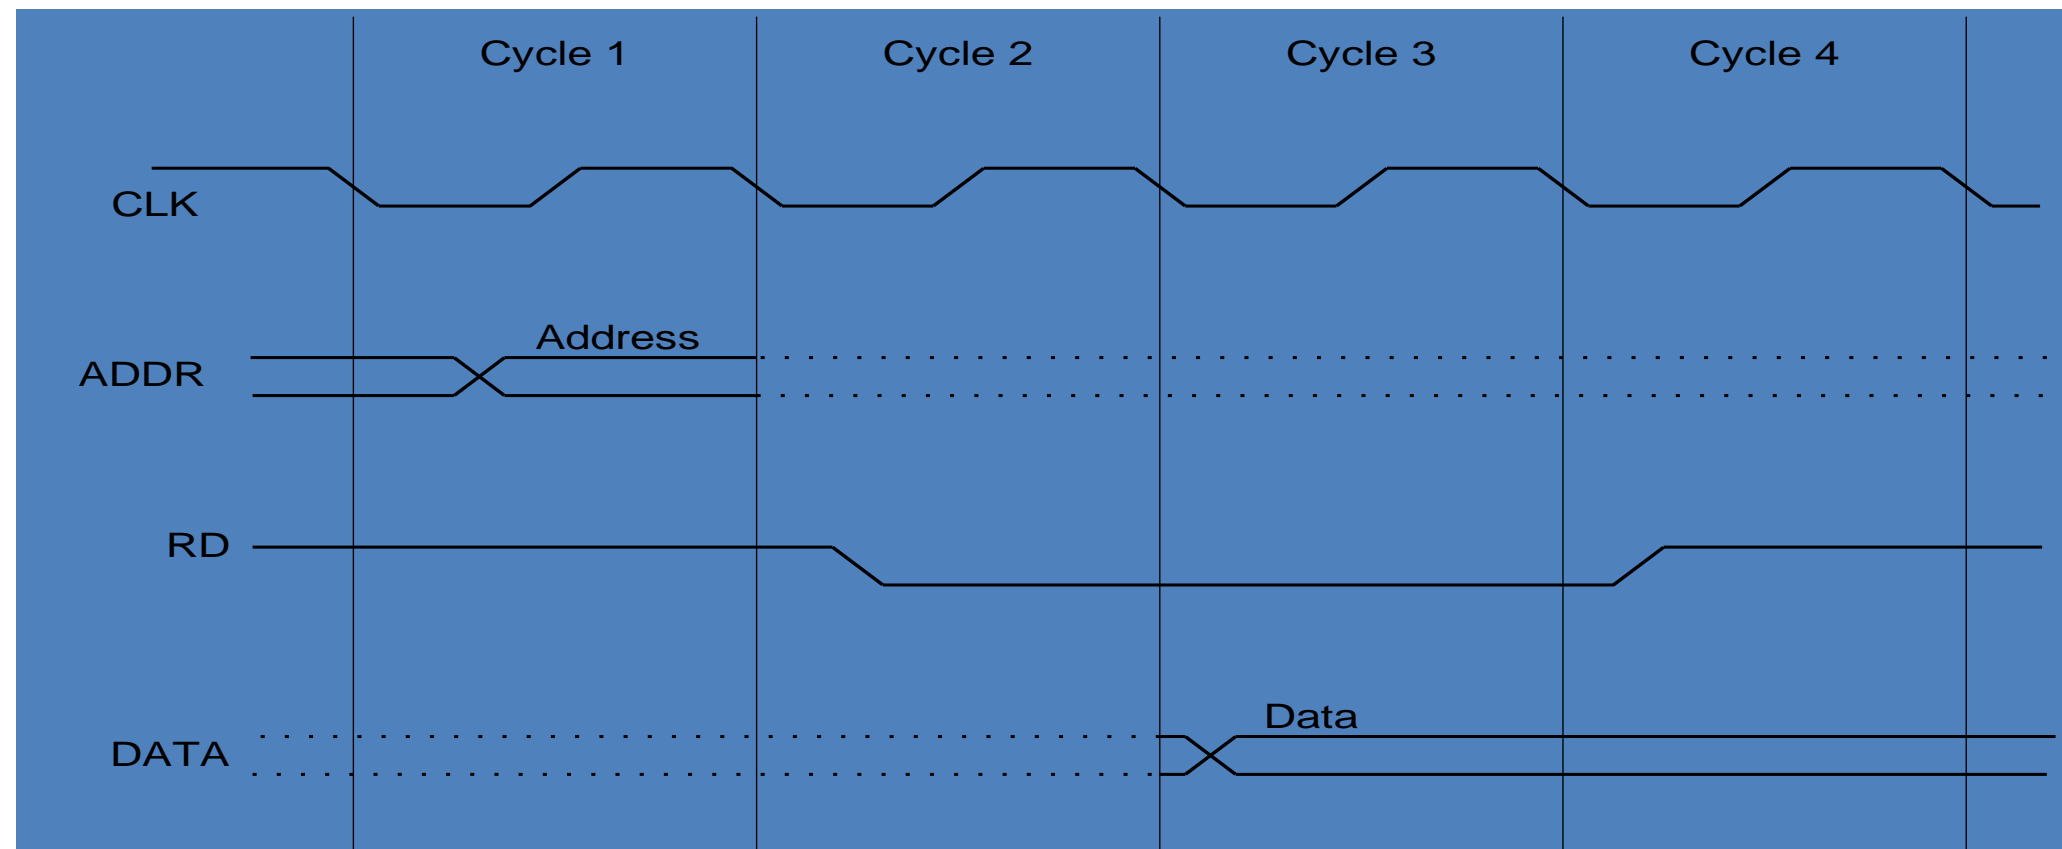 Cycle 1 Cycle 2 Cycle 3 Cycle 4
CLK
Address
ADDR
RD
Data
DATA